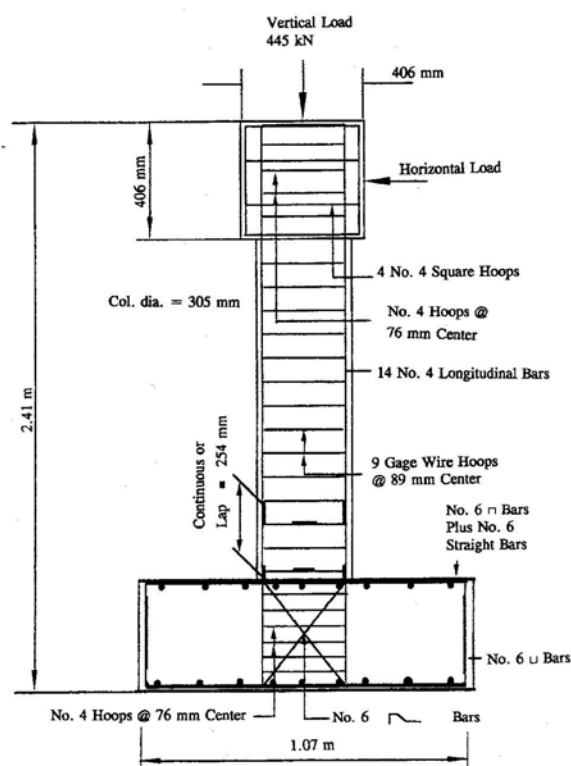 Vertical Load
445 kN
406 mm
406 mm
Horizontal Load
4 No. 4 Square Hoops
Col. dia. = 305 mm
No. 4 Hoops @
76 mm Center
14 No. 4 Longitudinal Bars
2.41 m
Continuous or
Lap = 254 mm
9 Gage Wire Hoops
@ 89 mm Center
No. 6 ⊓ Bars
Plus No. 6
Straight Bars
No. 6 ⊔ Bars
No. 4 Hoops @ 76 mm Center
No. 6 Bars
1.07 m